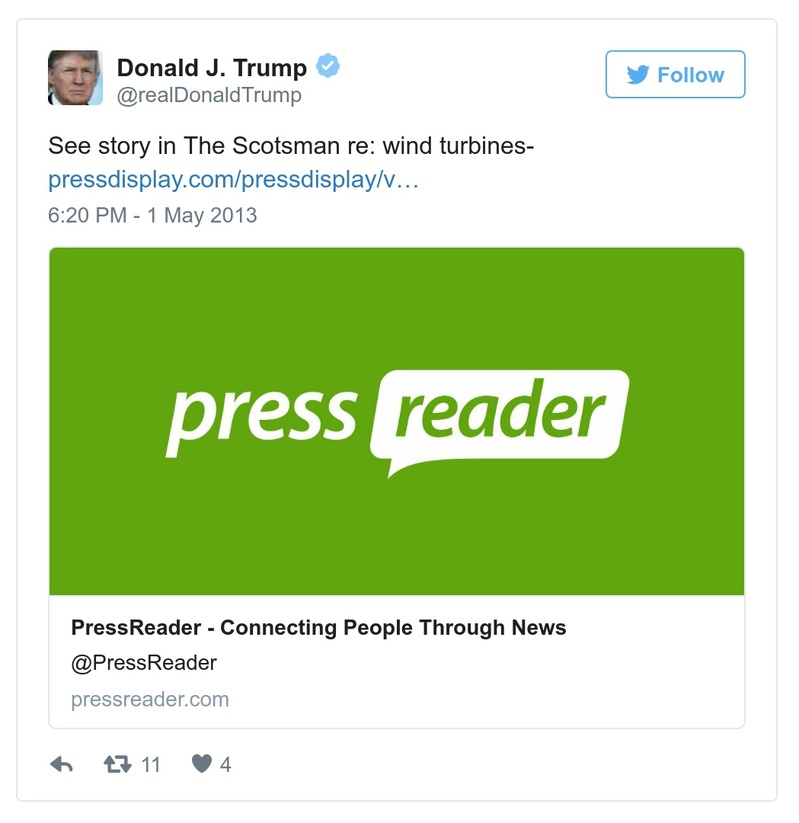 Donald J. Trump
@realDonaldTrump
Follow
See story in The Scotsman re: wind turbines-
pressdisplay.com/pressdisplay/v…
6:20 PM - 1 May 2013
press reader
PressReader - Connecting People Through News
@PressReader
pressreader.com
11 4